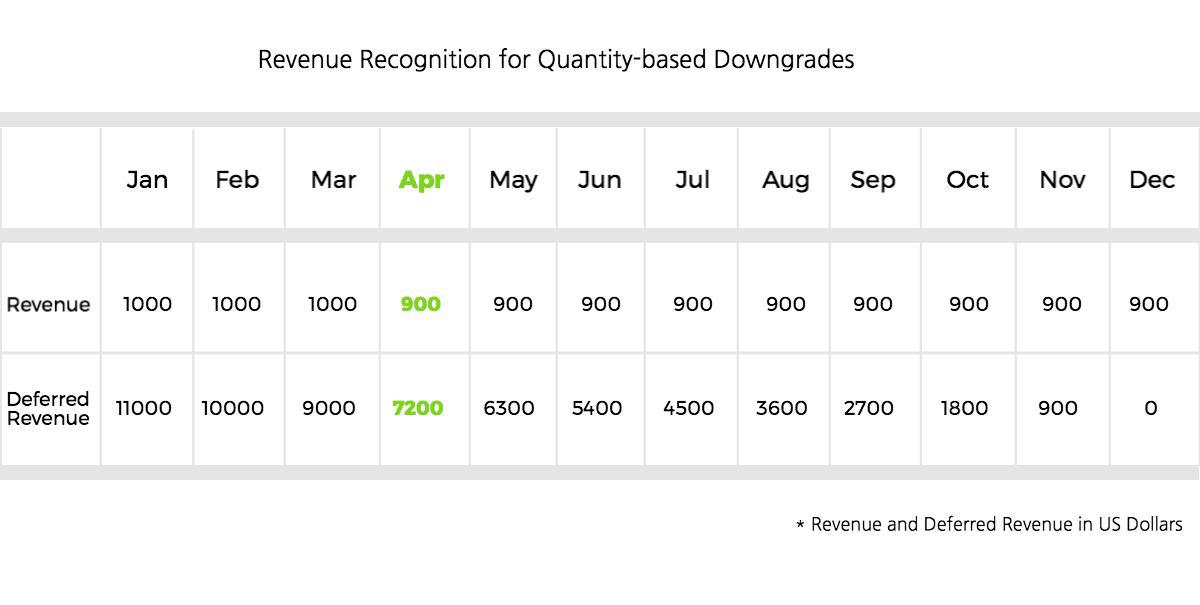 Revenue Recognition for Quantity-based Downgrades
Jan Feb Mar Apr May Jun Jul Aug Sep Oct Nov Dec
Revenue 1000 1000 1000 900 900 900 900 900 900 900 900 900
Deferred
Revenue 11000 10000 9000 7200 6300 5400 4500 3600 2700 1800 900 0
* Revenue and Deferred Revenue in US Dollars